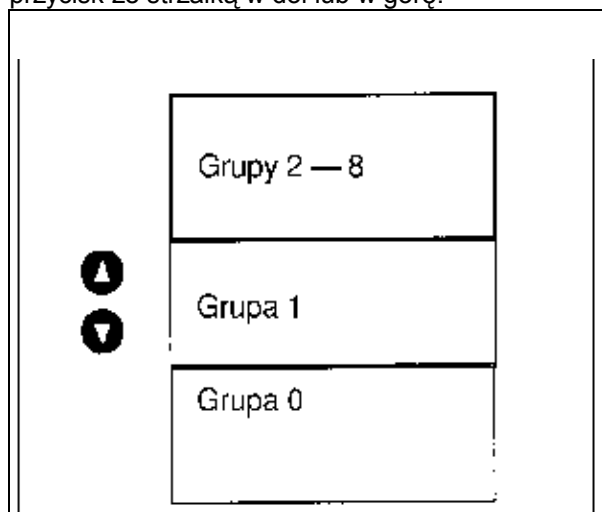 przycisk ze strzałką w dół lub w górę.
Grupy 2 — 8
Grupa 1
Grupa 0